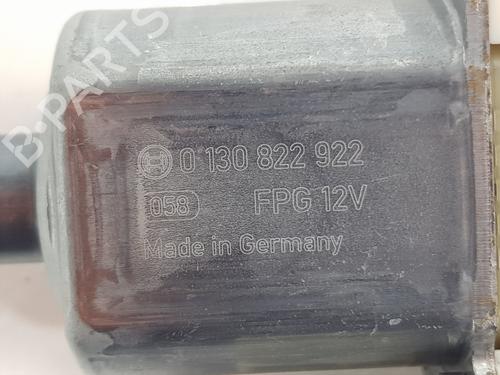 B-PARTS
0 130 822 922
058 FPG 12V
Made in Germany